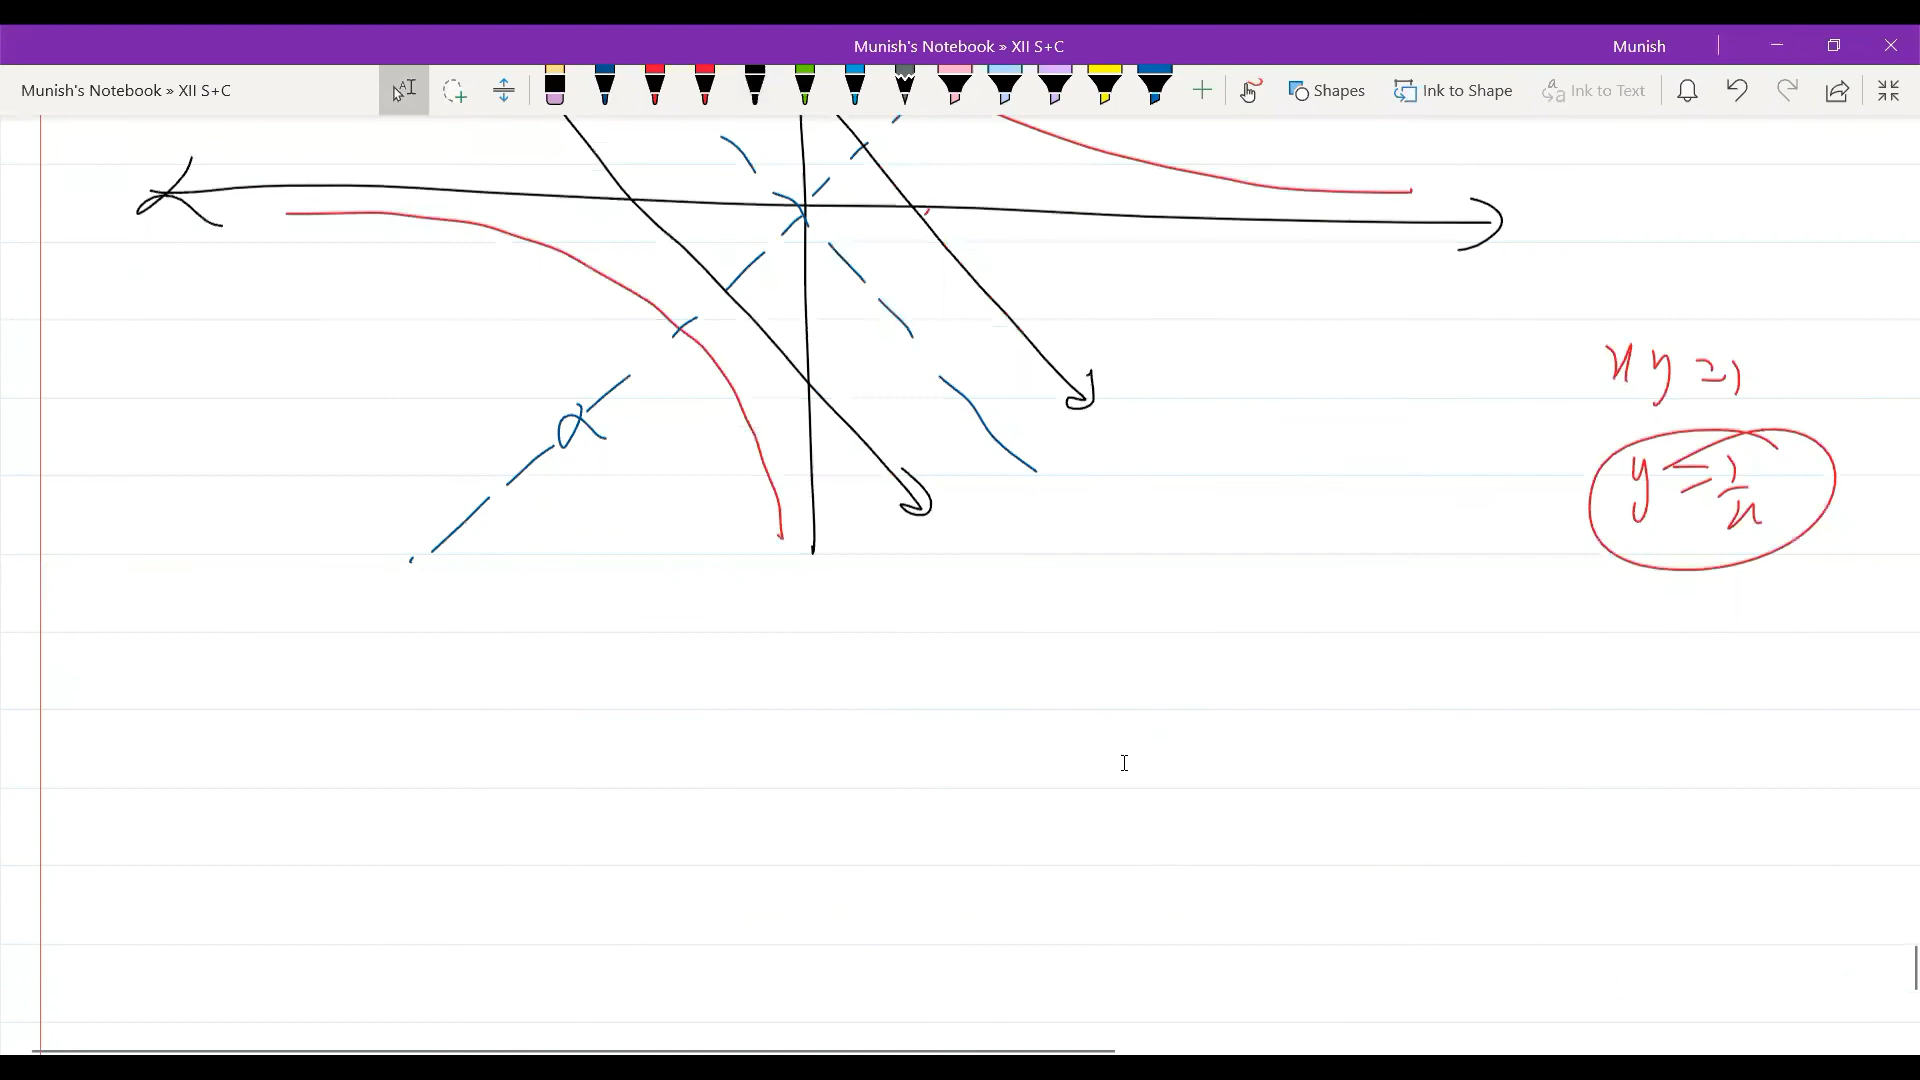 Munish's Notebook » XII S+C
Munish
Munish's Notebook » XII S+C
Shapes
Ink to Shape
Ink to Text
xy = 1
y = 1/x